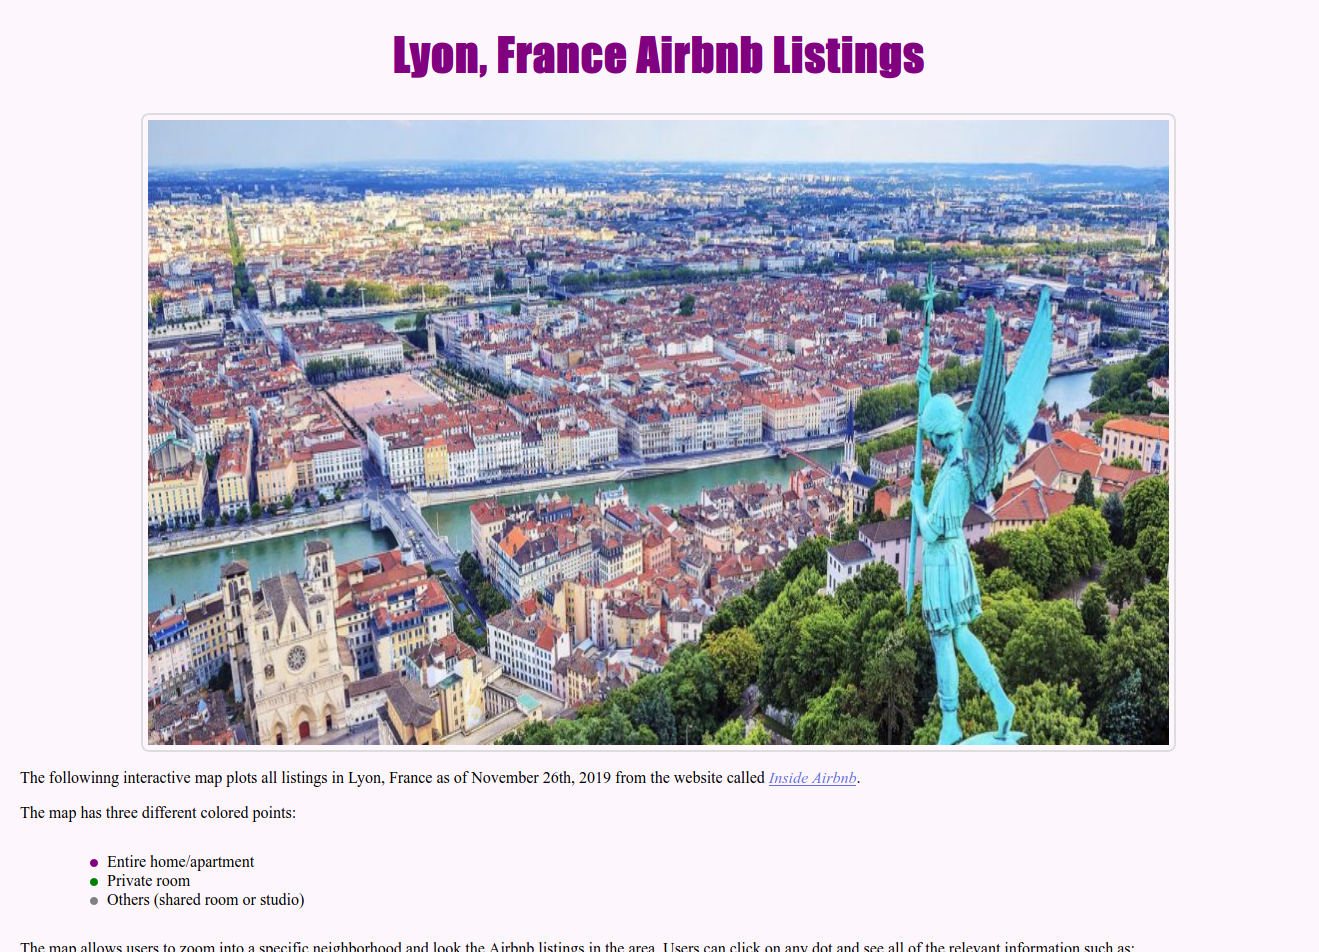 Lyon, France Airbnb Listings
The followinng interactive map plots all listings in Lyon, France as of November 26th, 2019 from the website called Inside Airbnb.
The map has three different colored points:
Entire home/apartment
Private room
Others (shared room or studio)
The map allows users to zoom into a specific neighborhood and look the Airbnb listings in the area. Users can click on any dot and see all of the relevant information such as: